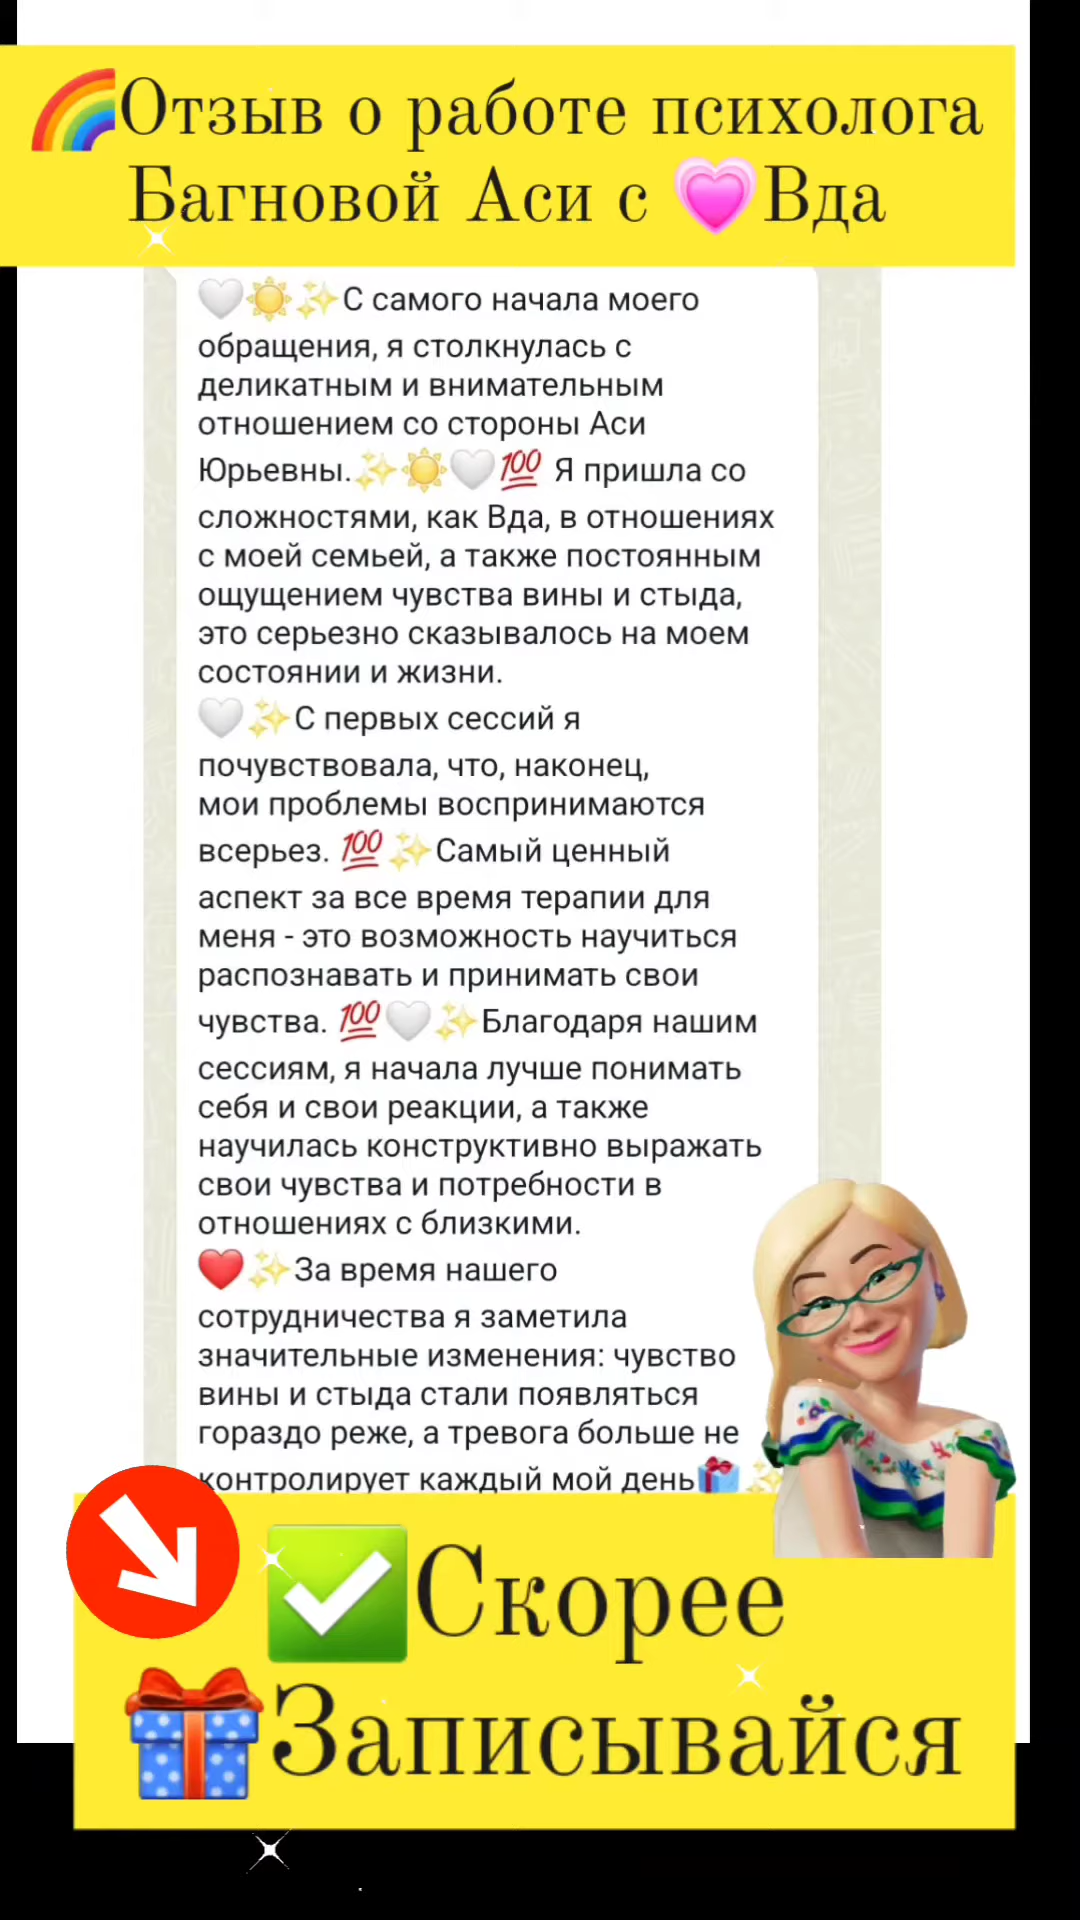 🌈Отзыв о работе психолога
Багновой Аси с 💗Вда
🤍☀️✨С самого начала моего
обращения, я столкнулась с
деликатным и внимательным
отношением со стороны Аси
Юрьевны.✨☀️🤍💯 Я пришла со
сложностями, как Вда, в отношениях
с моей семьей, а также постоянным
ощущением чувства вины и стыда,
это серьезно сказывалось на моем
состоянии и жизни.
🤍✨С первых сессий я
почувствовала, что, наконец,
мои проблемы воспринимаются
всерьез. 💯✨Самый ценный
аспект за все время терапии для
меня - это возможность научиться
распознавать и принимать свои
чувства. 💯🤍✨Благодаря нашим
сессиям, я начала лучше понимать
себя и свои реакции, а также
научилась конструктивно выражать
свои чувства и потребности в
отношениях с близкими.
❤️✨За время нашего
сотрудничества я заметила
значительные изменения: чувство
вины и стыда стали появляться
гораздо реже, а тревога больше не
контролирует каждый мой день🎁✨
✅Скорее
🎁Записывайся